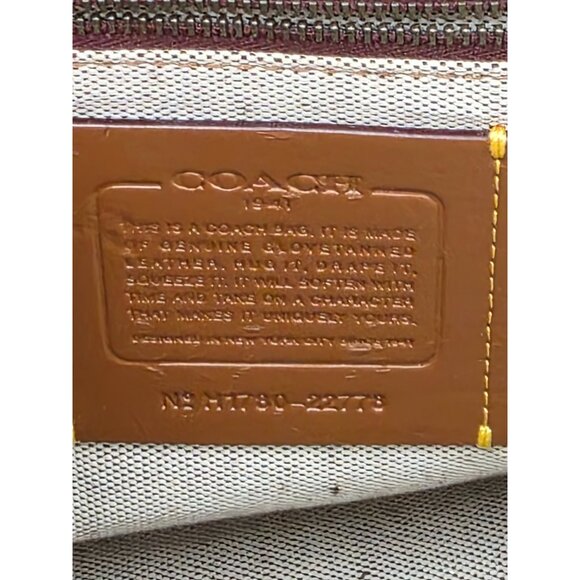 COACH
1941
THIS IS A COACH BAG. IT IS MADE
OF GENUINE GLOVETANNED
LEATHER. HUG IT, DRAPE IT,
SQUEEZE IT. IT WILL SOFTEN WITH
TIME AND TAKE ON A CHARACTER
THAT MAKES IT UNIQUELY YOURS.
DESIGNED IN NEW YORK CITY SINCE 1941
Nº H1780-22778